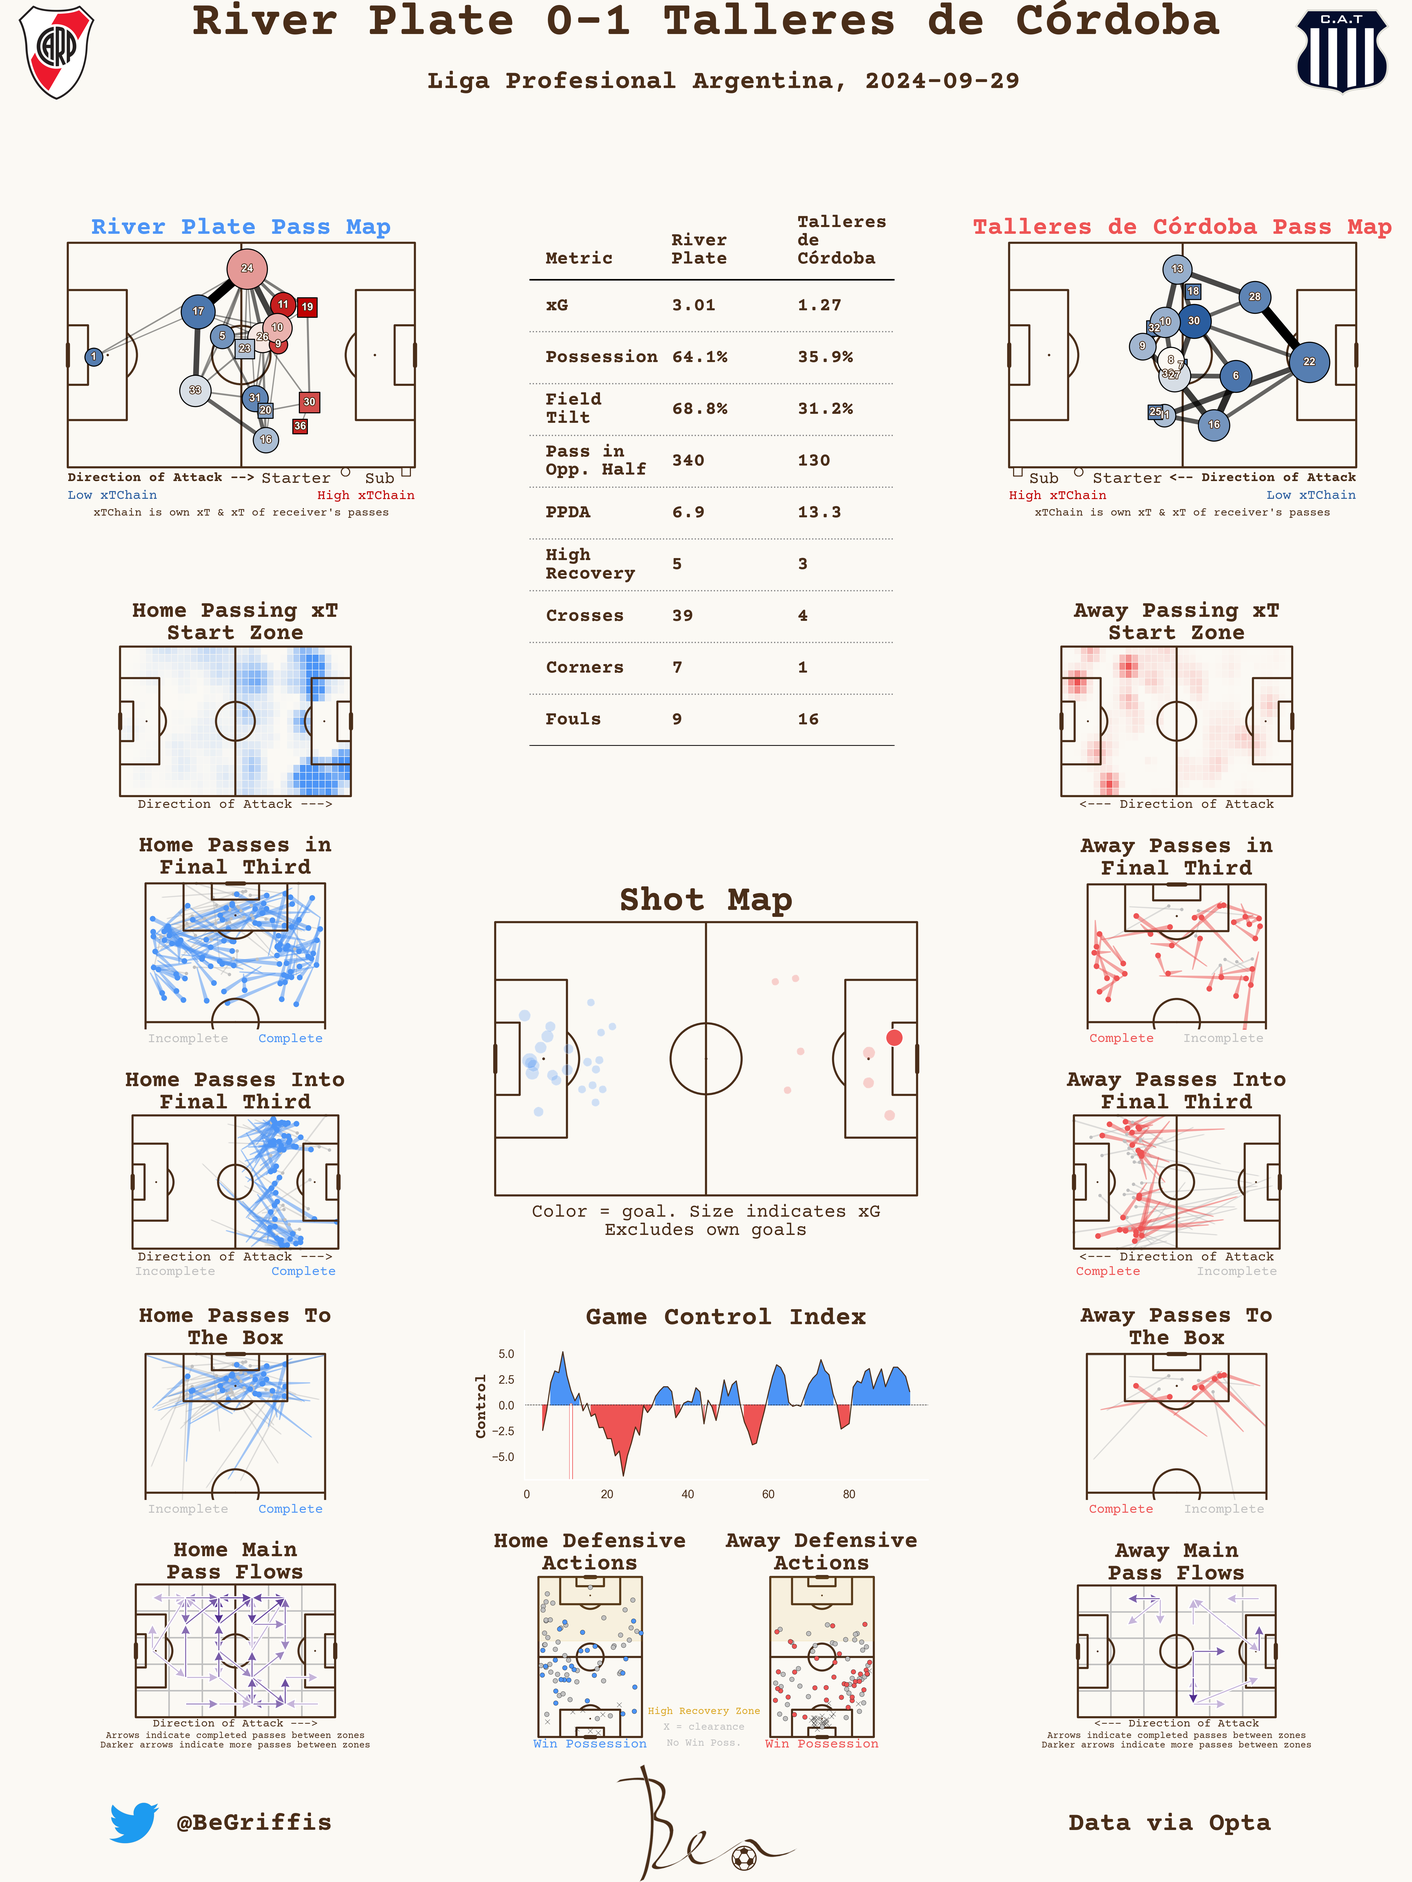 River Plate 0-1 Talleres de Córdoba
Liga Profesional Argentina, 2024-09-29
CARP
C.A.T
River Plate Pass Map
24
17
11
19
10
5
26
9
23
1
33
31
20
30
36
16
Direction of Attack --> Starter Sub
Low xTChain High xTChain
xTChain is own xT & xT of receiver's passes
Metric River Plate Talleres de Córdoba
xG 3.01 1.27
Possession 64.1% 35.9%
Field Tilt 68.8% 31.2%
Pass in Opp. Half 340 130
PPDA 6.9 13.3
High Recovery 5 3
Crosses 39 4
Corners 7 1
Fouls 9 16
Talleres de Córdoba Pass Map
13
18
28
10
30
32
9
8
7
27
22
6
25
16
Sub Starter <-- Direction of Attack
High xTChain Low xTChain
xTChain is own xT & xT of receiver's passes
Home Passing xT
Start Zone
Direction of Attack --->
Away Passing xT
Start Zone
<--- Direction of Attack
Home Passes in
Final Third
Incomplete Complete
Away Passes in
Final Third
Complete Incomplete
Shot Map
Color = goal. Size indicates xG
Excludes own goals
Home Passes Into
Final Third
Direction of Attack --->
Incomplete Complete
Away Passes Into
Final Third
<--- Direction of Attack
Complete Incomplete
Home Passes To
The Box
Incomplete Complete
Game Control Index
Control
5.0
2.5
0.0
−2.5
−5.0
0 20 40 60 80
Away Passes To
The Box
Complete Incomplete
Home Main
Pass Flows
Direction of Attack --->
Arrows indicate completed passes between zones
Darker arrows indicate more passes between zones
Home Defensive
Actions
Win Possession
High Recovery Zone
X = clearance
No Win Poss.
Away Defensive
Actions
Win Possession
Away Main
Pass Flows
<--- Direction of Attack
Arrows indicate completed passes between zones
Darker arrows indicate more passes between zones
@BeGriffis
Ben
Data via Opta